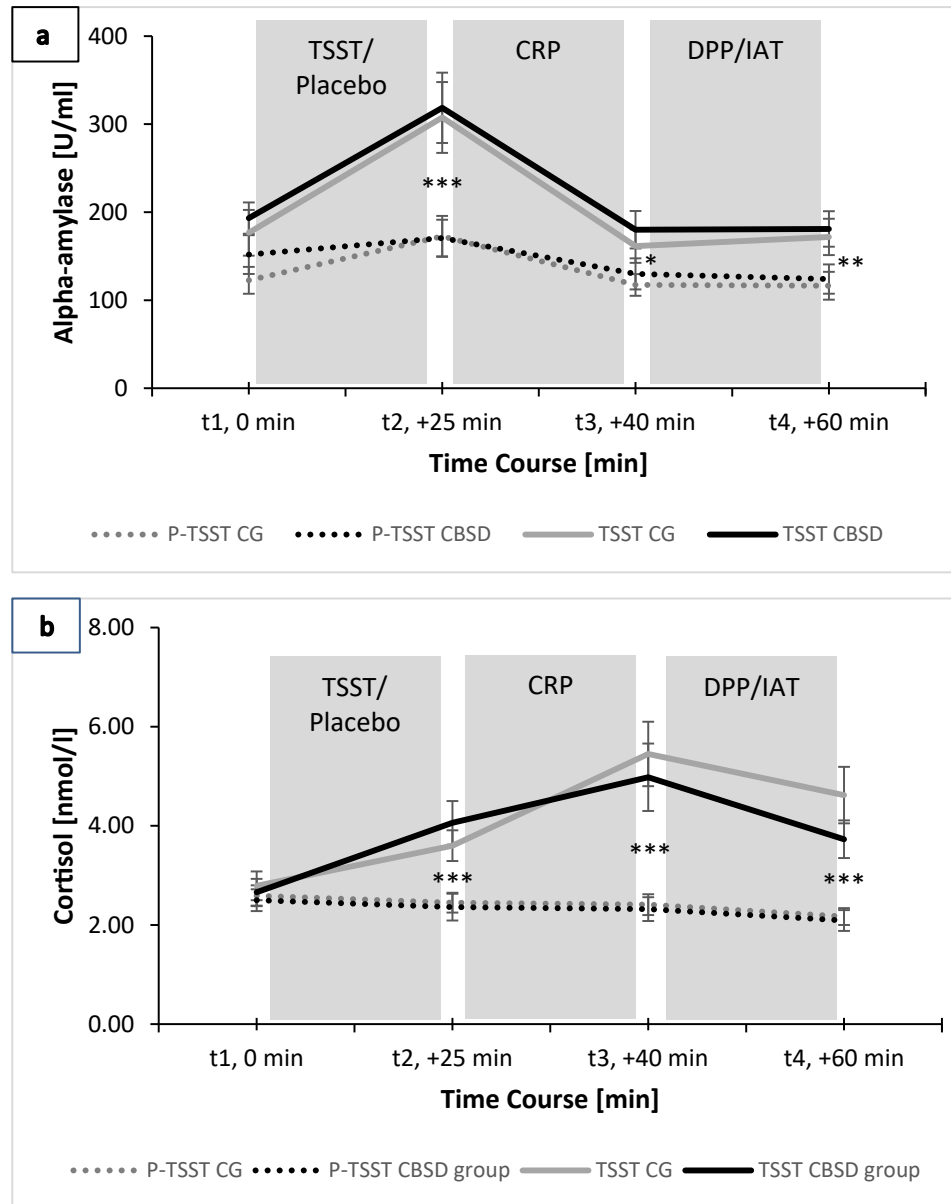 a
400
300
200
100
0
Alpha-amylase [U/ml]
TSST/
Placebo
CRP
DPP/IAT
***
*
**
t1, 0 min
t2, +25 min
t3, +40 min
t4, +60 min
Time Course [min]
P-TSST CG
P-TSST CBSD
TSST CG
TSST CBSD
b
8.00
6.00
4.00
2.00
0.00
Cortisol [nmol/l]
TSST/
Placebo
CRP
DPP/IAT
***
***
***
t1, 0 min
t2, +25 min
t3, +40 min
t4, +60 min
Time Course [min]
P-TSST CG
P-TSST CBSD group
TSST CG
TSST CBSD group